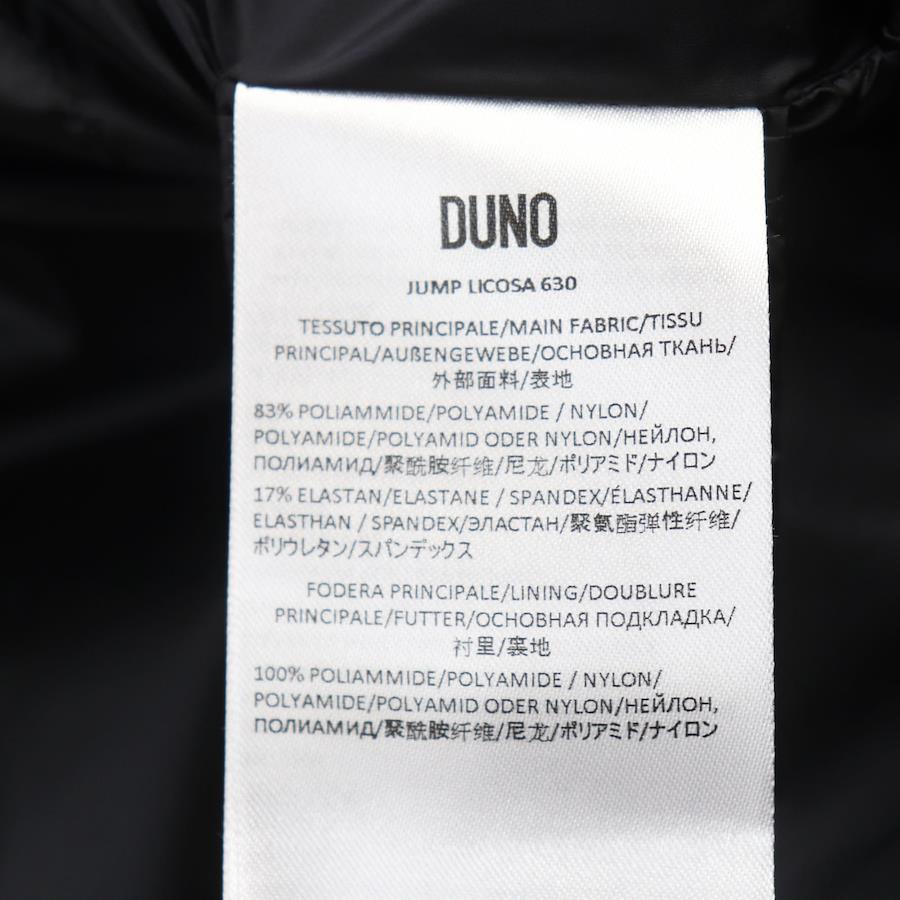 DUNO
JUMP LICOSA 630
TESSUTO PRINCIPALE/MAIN FABRIC/TISSU
PRINCIPAL/AUßENGEWEBE/ОСНОВНАЯ ТКАНЬ/
外部面料/表地
83% POLIAMMIDE/POLYAMIDE / NYLON/
POLYAMIDE/POLYAMID ODER NYLON/НЕЙЛОН,
ПОЛИАМИД/聚酰胺纤维/尼龙/ポリアミド/ナイロン
17% ELASTAN/ELASTANE / SPANDEX/ÉLASTHANNE/
ELASTHAN / SPANDEX/ЭЛАСТАН/聚氨酯弹性纤维/
ポリウレタン/スパンデックス
FODERA PRINCIPALE/LINING/DOUBLURE
PRINCIPALE/FUTTER/ОСНОВНАЯ ПОДКЛАДКА/
衬里/裏地
100% POLIAMMIDE/POLYAMIDE / NYLON/
POLYAMIDE/POLYAMID ODER NYLON/НЕЙЛОН,
ПОЛИАМИД/聚酰胺纤维/尼龙/ポリアミド/ナイロン